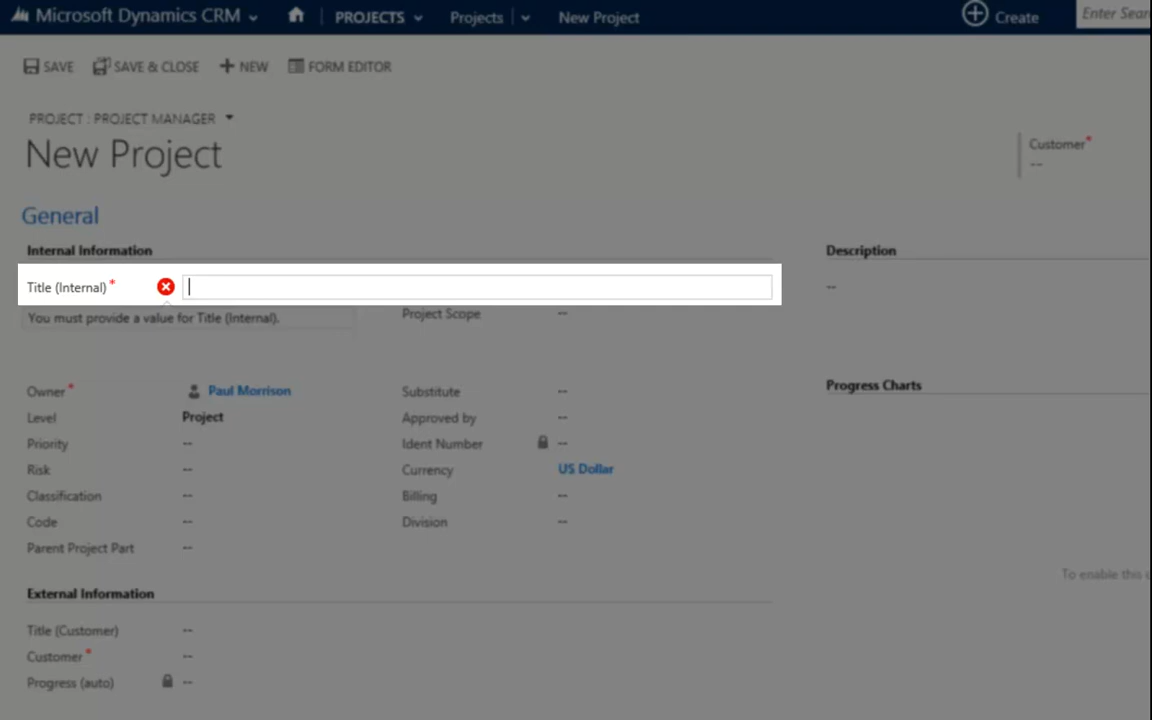 Microsoft Dynamics CRM PROJECTS Projects New Project Create Enter Sear
SAVE SAVE & CLOSE NEW FORM EDITOR
PROJECT : PROJECT MANAGER
New Project
Customer*
--
General
Internal Information
Title (Internal)*
You must provide a value for Title (Internal).
Project Scope --
Description
--
Owner* Paul Morrison Substitute --
Level Project Approved by --
Priority -- Ident Number --
Risk -- Currency US Dollar
Classification -- Billing --
Code -- Division --
Parent Project Part --
Progress Charts
To enable this
External Information
Title (Customer) --
Customer* --
Progress (auto) --